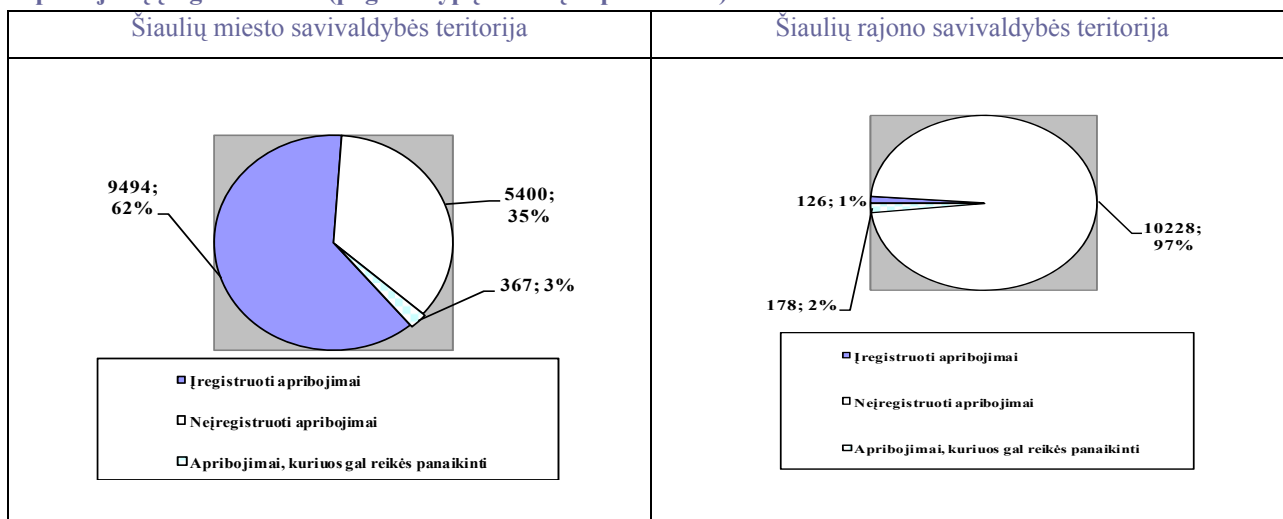 Šiaulių miesto savivaldybės teritorija
9494;
62%
5400;
35%
367; 3%
Įregistruoti apribojimai
Neįregistruoti apribojimai
Apribojimai, kuriuos gal reikės panaikinti
Šiaulių rajono savivaldybės teritorija
126; 1%
178; 2%
10228;
97%
Įregistruoti apribojimai
Neįregistruoti apribojimai
Apribojimai, kuriuos gal reikės panaikinti